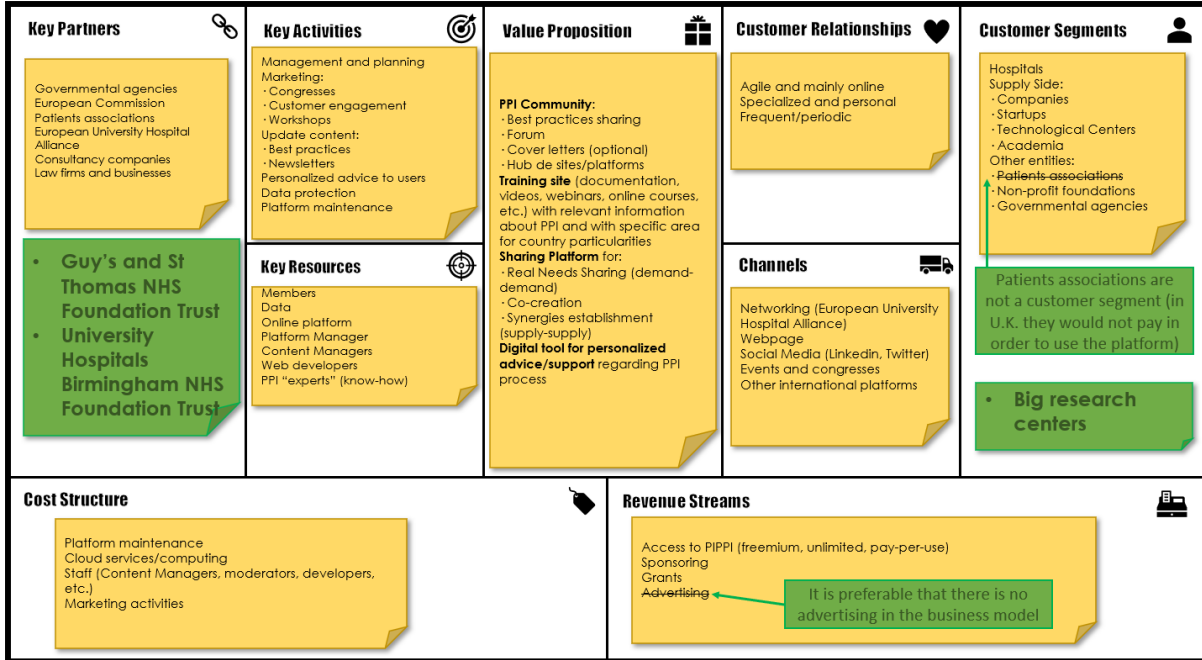 Key Partners
Governmental agencies
European Commission
Patients associations
European University Hospital
Alliance
Consultancy companies
Law firms and businesses
• Guy's and St
Thomas NHS
Foundation Trust
• University
Hospitals
Birmingham NHS
Foundation Trust
Key Activities
Management and planning
Marketing:
· Congresses
· Customer engagement
· Workshops
Update content:
· Best practices
· Newsletters
Personalized advice to users
Data protection
Platform maintenance
Key Resources
Members
Data
Online platform
Platform Manager
Content Managers
Web developers
PPI “experts” (know-how)
Value Proposition
PPI Community:
· Best practices sharing
· Forum
· Cover letters (optional)
· Hub de sites/platforms
Training site (documentation,
videos, webinars, online courses,
etc.) with relevant information
about PPI and with specific area
for country particularities
Sharing Platform for:
· Real Needs Sharing (demand-
demand)
· Co-creation
· Synergies establishment
(supply-supply)
Digital tool for personalized
advice/support regarding PPI
process
Customer Relationships
Agile and mainly online
Specialized and personal
Frequent/periodic
Channels
Networking (European University
Hospital Alliance)
Webpage
Social Media (Linkedin, Twitter)
Events and congresses
Other international platforms
Customer Segments
Hospitals
Supply Side:
· Companies
· Startups
· Technological Centers
· Academia
Other entities:
· Patients associations
· Non-profit foundations
· Governmental agencies
Patients associations are
not a customer segment (in
U.K. they would not pay in
order to use the platform)
• Big research
centers
Cost Structure
Platform maintenance
Cloud services/computing
Staff (Content Managers, moderators, developers,
etc.)
Marketing activities
Revenue Streams
Access to PIPPI (freemium, unlimited, pay-per-use)
Sponsoring
Grants
Advertising
It is preferable that there is no
advertising in the business model